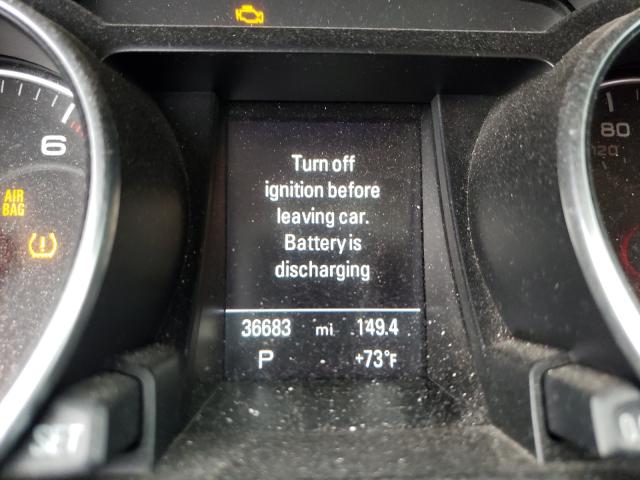 6
AIR
BAG
Turn off
ignition before
leaving car.
Battery is
discharging
36683 mi 149.4
P +73°F
80
120
SET